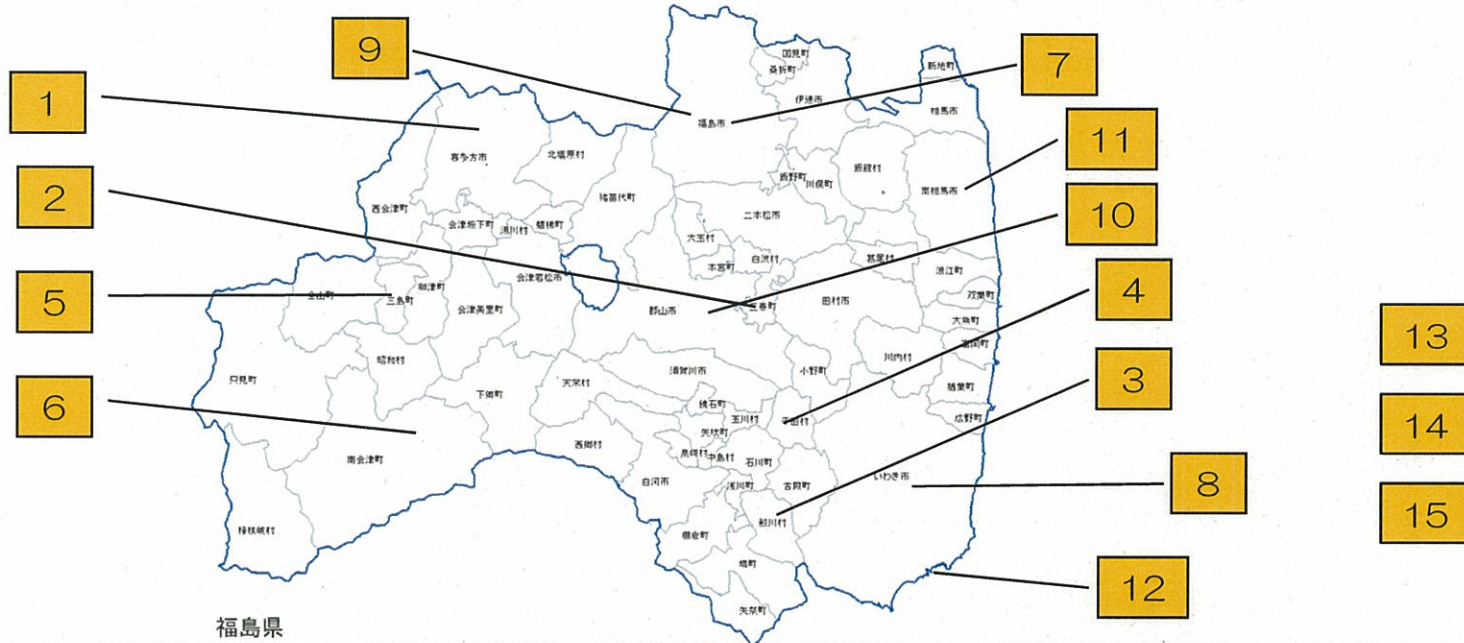 9
7
1
11
2
10
5
4
13
6
3
14
8
15
12
国見町
桑折町
新地町
伊達市
相馬市
福島市
喜多方市
北塩原村
飯舘村
南相馬市
飯野町
川俣町
猪苗代町
西会津町
二本松市
会津坂下町
湯川村
磐梯町
大玉村
白沢村
葛尾村
本宮町
浪江町
会津若松市
柳津町
双葉町
金山町
三島町
三春町
田村市
会津美里町
郡山市
大熊町
富岡町
昭和村
川内村
須賀川市
小野町
只見町
天栄村
下郷町
楢葉町
鏡石町
広野町
玉川村
平田村
矢吹町
西郷村
泉崎村
中島村
石川町
南会津町
いわき市
白河市
浅川町
古殿町
鮫川村
檜枝岐村
棚倉町
塙町
矢祭町
福島県